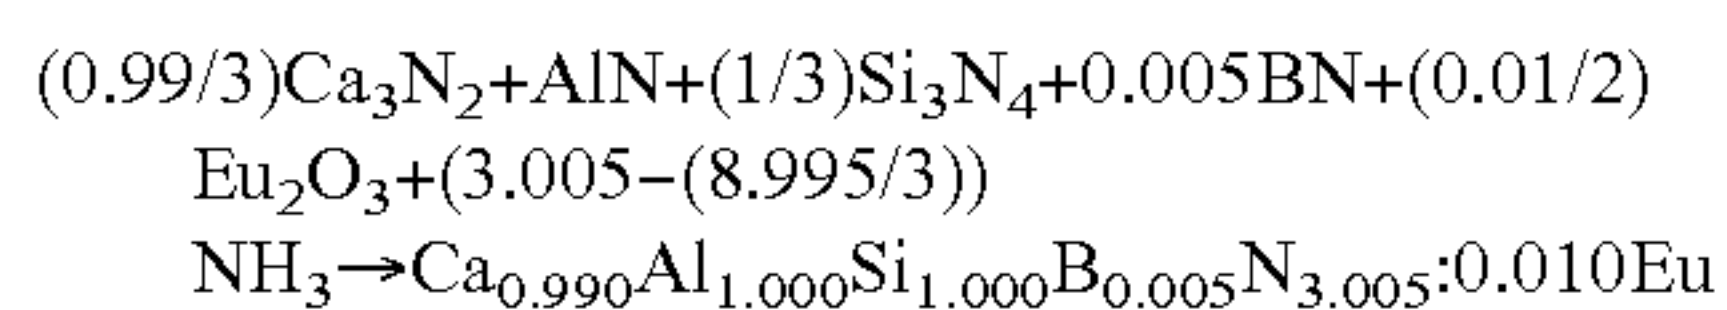 (0.99/3)Ca₃N₂+AlN+(1/3)Si₃N₄+0.005BN+(0.01/2)
Eu₂O₃+(3.005−(8.995/3))
NH₃→Ca₀.₉₉₀Al₁.₀₀₀Si₁.₀₀₀B₀.₀₀₅N₃.₀₀₅:0.010Eu